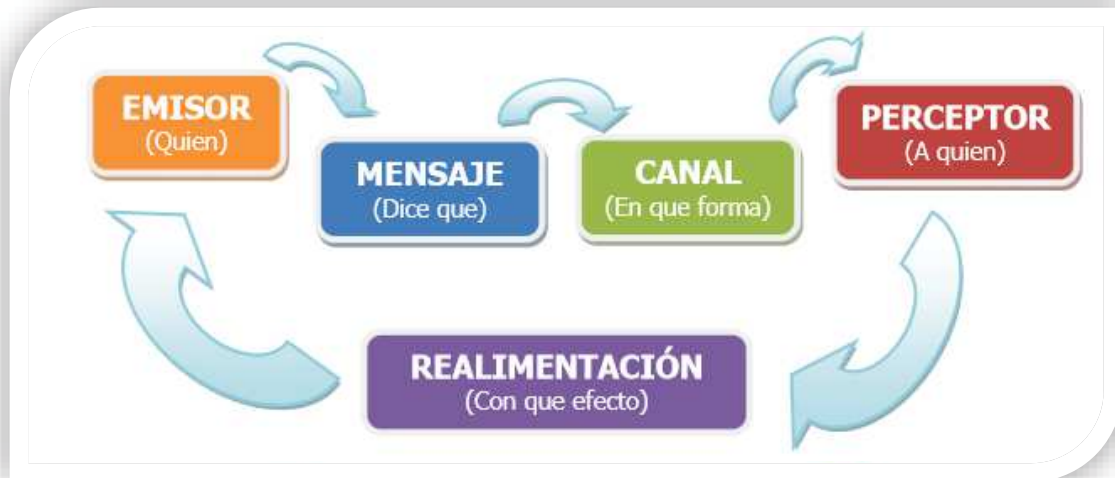 EMISOR
(Quien)
MENSAJE
(Dice que)
CANAL
(En que forma)
PERCEPTOR
(A quien)
REALIMENTACIÓN
(Con que efecto)